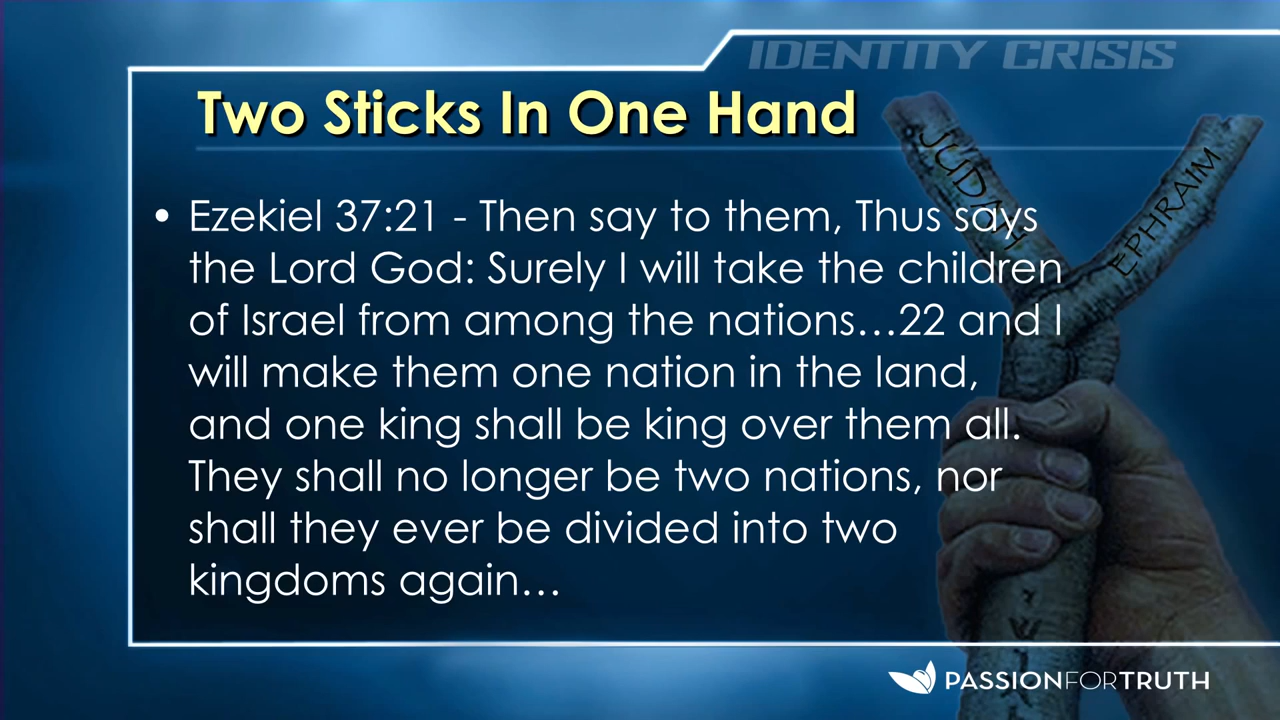 IDENTITY CRISIS
Two Sticks In One Hand
JUDAH
EPHRAIM
• Ezekiel 37:21 - Then say to them, Thus says
the Lord God: Surely I will take the children
of Israel from among the nations…22 and I
will make them one nation in the land,
and one king shall be king over them all.
They shall no longer be two nations, nor
shall they ever be divided into two
kingdoms again…
PASSIONFORTRUTH